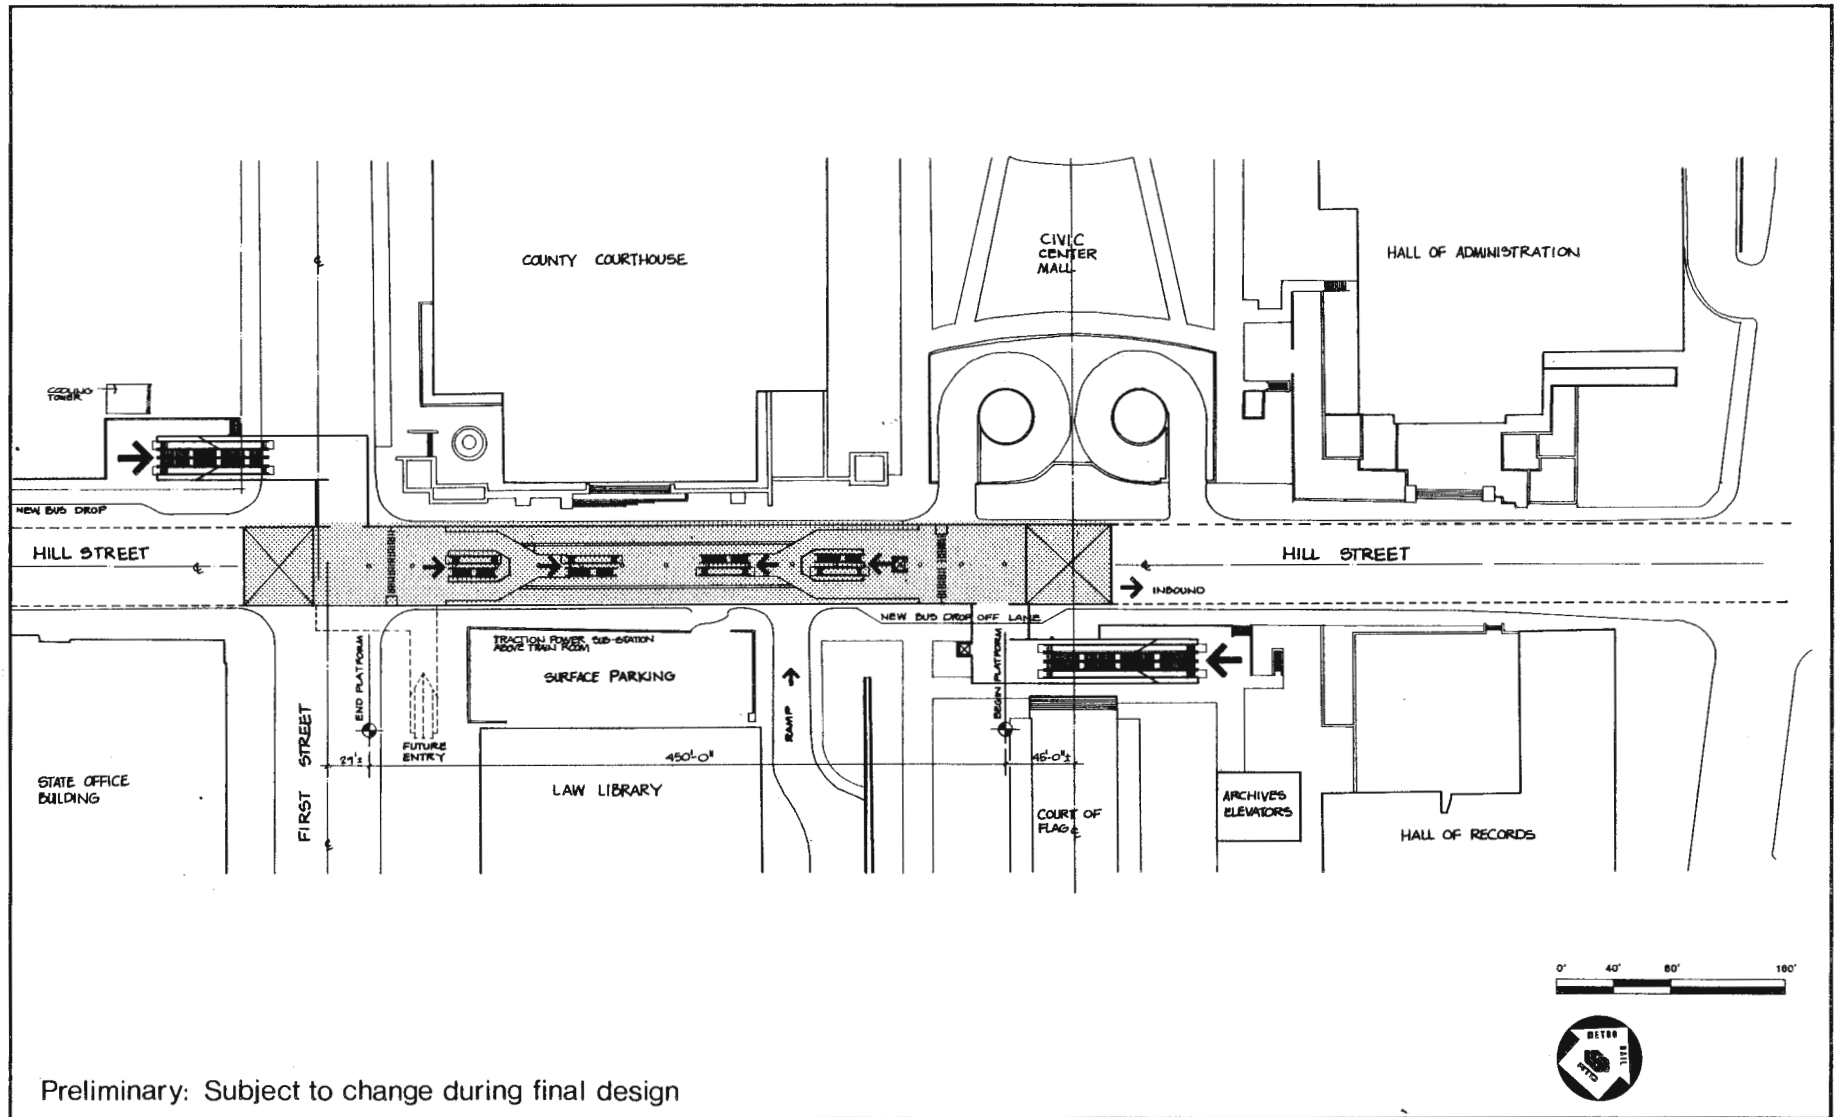 COUNTY COURTHOUSE
CIVIC
CENTER
MALL
HALL OF ADMINISTRATION
COOLING
TOWER
NEW BUS DROP
HILL STREET
HILL STREET
INBOUND
NEW BUS DROP OFF LANE
TRACTION POWER SUB-STATION
ABOVE TRAIN ROOM
SURFACE PARKING
END PLATFORM
BEGIN PLATFORM
RAMP
FIRST STREET
FUTURE
ENTRY
450'-0"
45'-0"±
STATE OFFICE
BUILDING
LAW LIBRARY
COURT OF
FLAG
ARCHIVES
ELEVATORS
HALL OF RECORDS
0' 40' 80' 160'
METRO
RAIL
RTD
Preliminary: Subject to change during final design